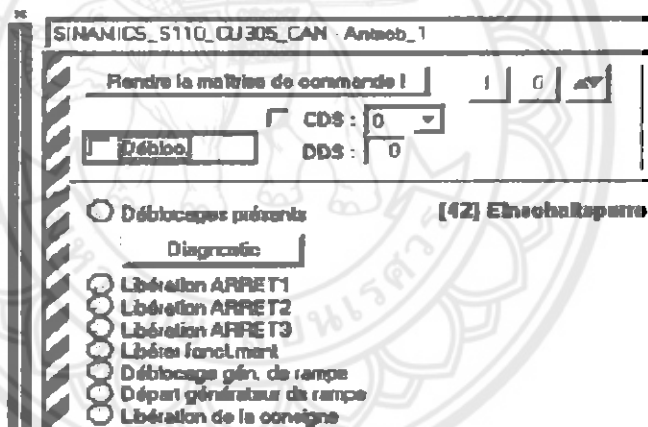 SINAMICS_S110_CU305_CAN - Antrieb_1
Rendre la maîtrise de commande !
1 0
CDS : 0
Débloc.
DDS : 0
Déblocages présents
[42] Einschaltsperre
Diagnostic
Libération ARRET1
Libération ARRET2
Libération ARRET3
Libérer fonct.ment
Déblocage gén. de rampe
Départ générateur de rampe
Libération de la consigne